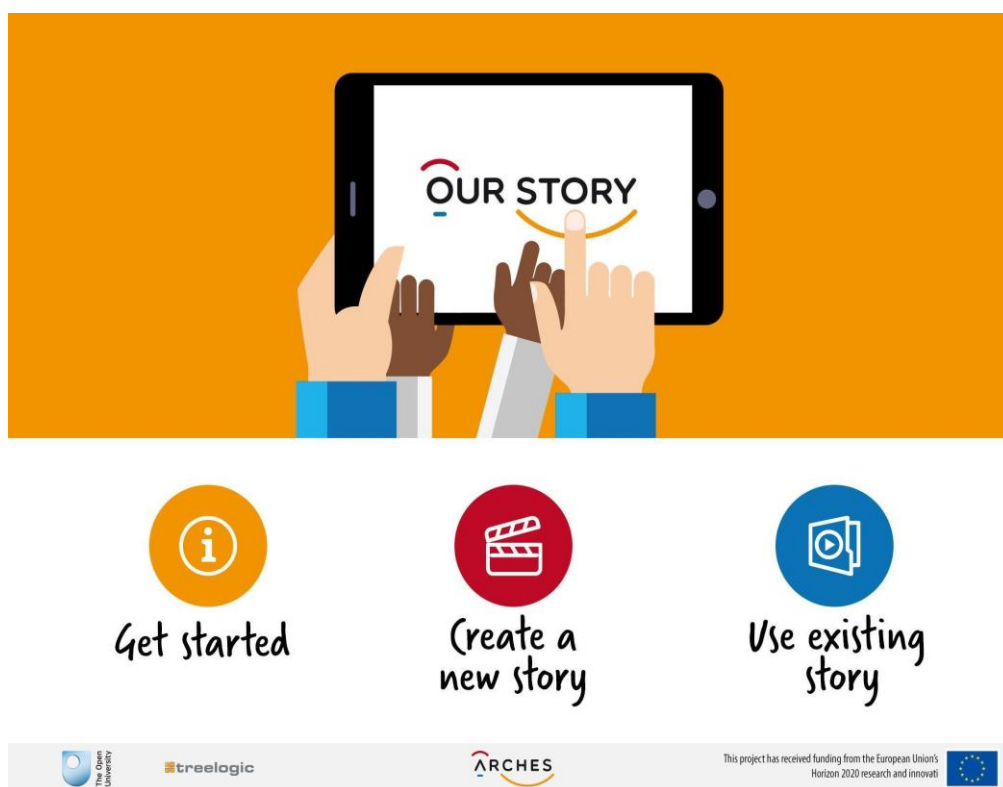 OUR STORY
Get started
Create a
new story
Use existing
story
The Open
University
treelogic
ARCHES
This project has received funding from the European Union's
Horizon 2020 research and innovati